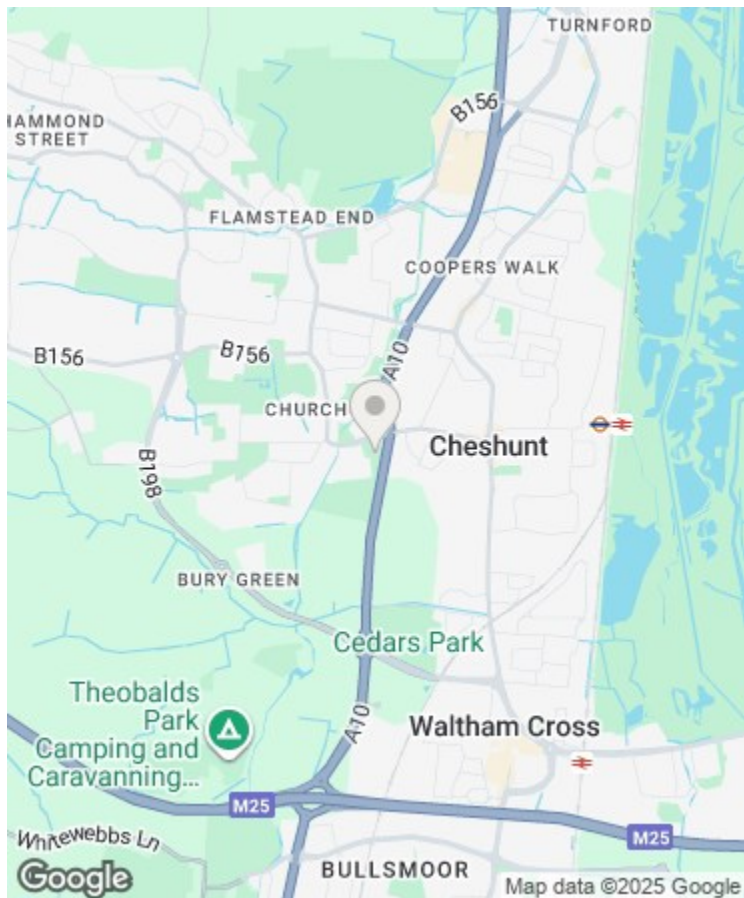 TURNFORD
B156
HAMMOND
STREET
FLAMSTEAD END
COOPERS WALK
B156
B156
A10
CHURCH
Cheshunt
B198
BURY GREEN
Cedars Park
Theobalds
Park
Camping and
Caravanning...
A10
Waltham Cross
M25
M25
Whitewebbs Ln
BULLSMOOR
Google
Map data ©2025 Google